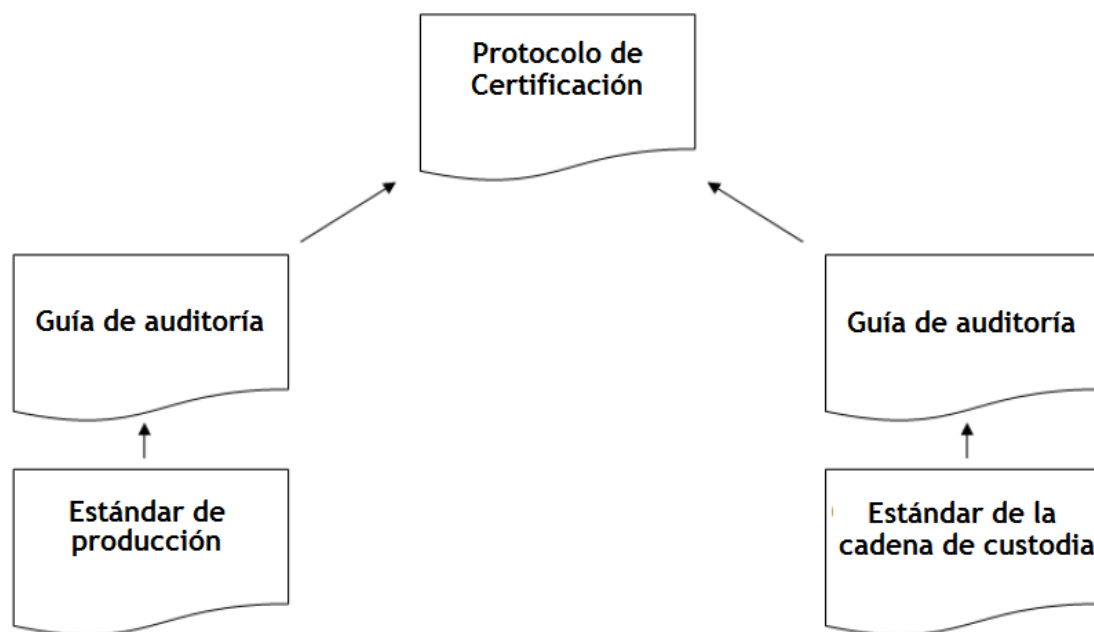 Protocolo de
Certificación
Guía de auditoría
Guía de auditoría
Estándar de
producción
Estándar de la
cadena de custodia